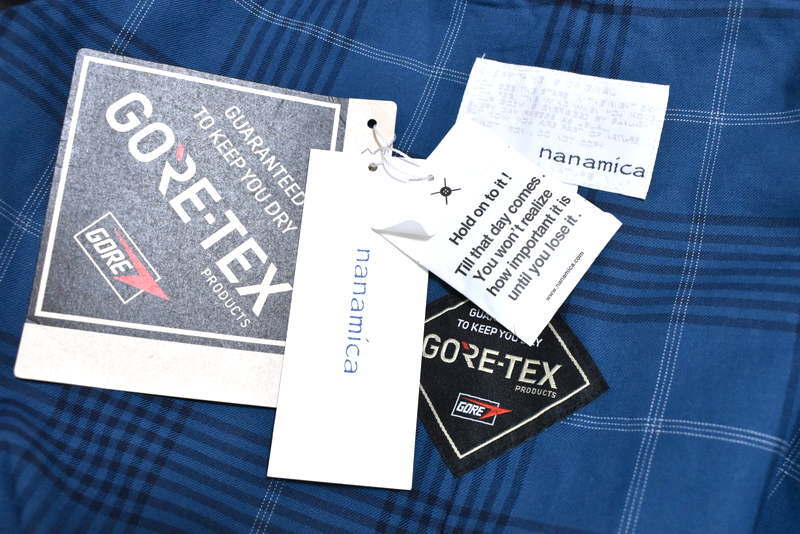 GUARANTEED
TO KEEP YOU DRY
GORE-TEX
PRODUCTS
GORE
nanamica
nanamica
Hold on to it !
Till that day comes .
You won't realize
how important it is
until you lose it .
www.nanamica.com
TO KEEP YOU DRY
GORE-TEX
PRODUCTS
GORE